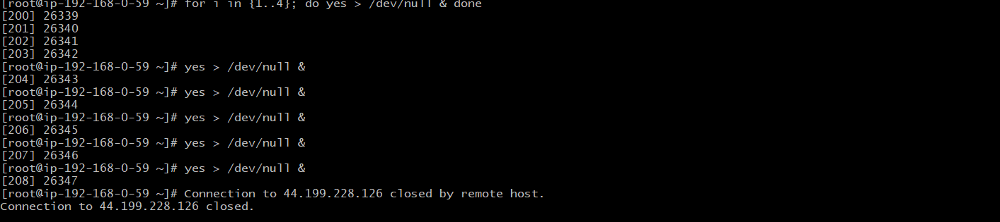 [root@ip-192-168-0-59 ~]# for i in {1..4}; do yes > /dev/null & done
[200] 26339
[201] 26340
[202] 26341
[203] 26342
[root@ip-192-168-0-59 ~]# yes > /dev/null &
[204] 26343
[root@ip-192-168-0-59 ~]# yes > /dev/null &
[205] 26344
[root@ip-192-168-0-59 ~]# yes > /dev/null &
[206] 26345
[root@ip-192-168-0-59 ~]# yes > /dev/null &
[207] 26346
[root@ip-192-168-0-59 ~]# yes > /dev/null &
[208] 26347
[root@ip-192-168-0-59 ~]# Connection to 44.199.228.126 closed by remote host.
Connection to 44.199.228.126 closed.